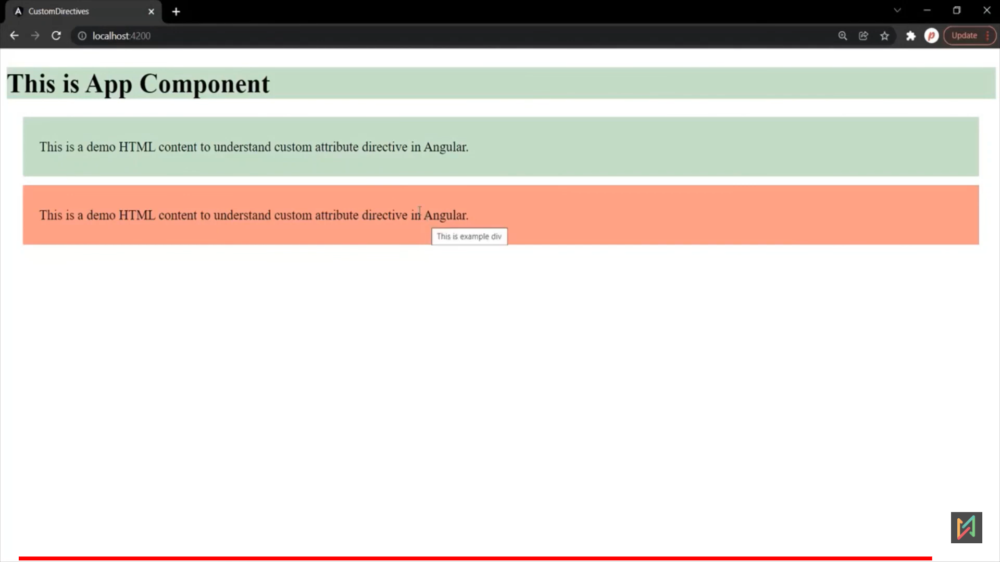 CustomDirectives
localhost:4200
Update
This is App Component
This is a demo HTML content to understand custom attribute directive in Angular.
This is a demo HTML content to understand custom attribute directive in Angular.
This is example div